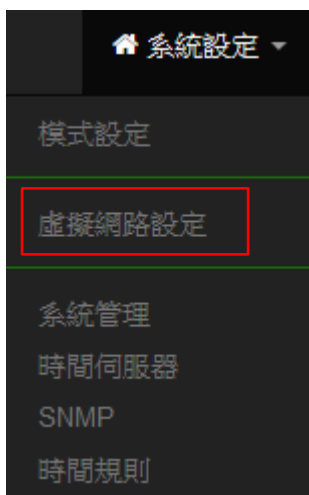 系統設定
模式設定
虛擬網路設定
系統管理
時間伺服器
SNMP
時間規則